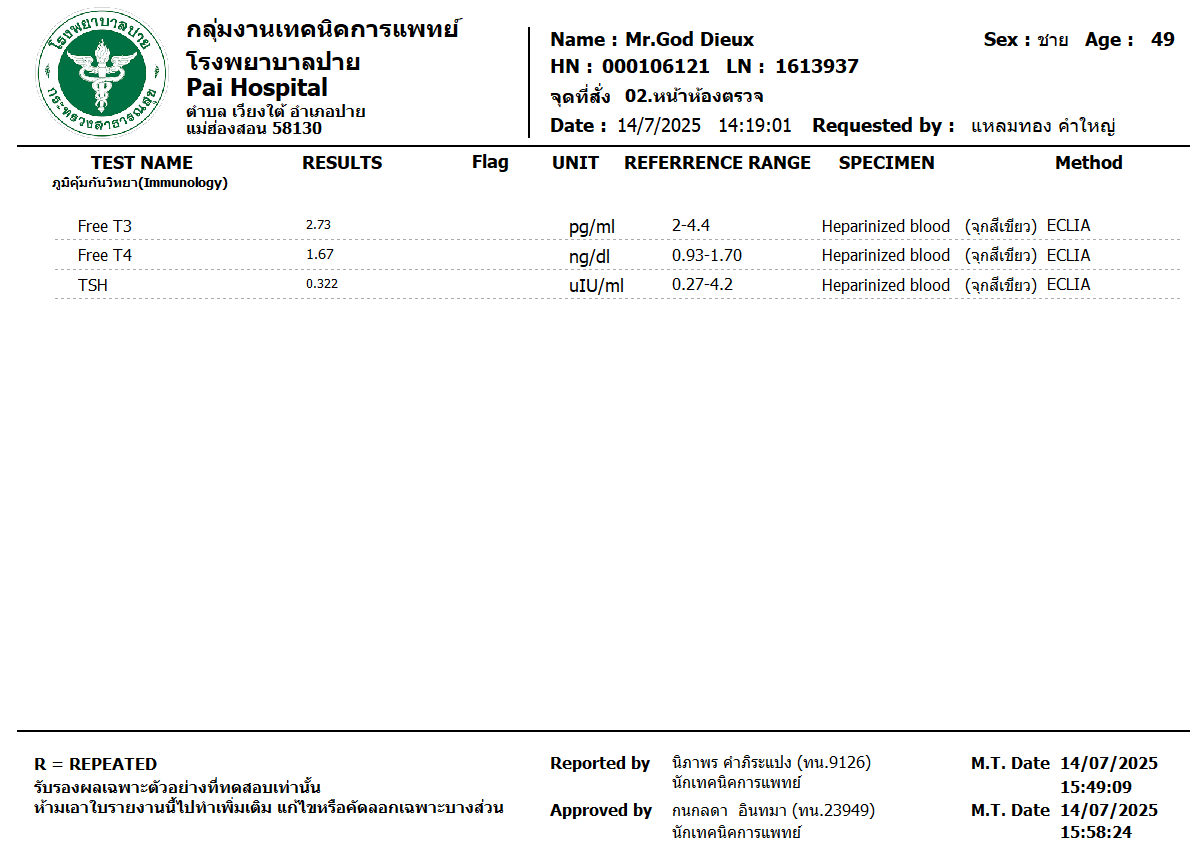 โรงพยาบาลปาย
กระทรวงสาธารณสุข
กลุ่มงานเทคนิคการแพทย์
โรงพยาบาลปาย
Pai Hospital
ตำบล เวียงใต้ อำเภอปาย
แม่ฮ่องสอน 58130
Name : Mr.God Dieux Sex : ชาย Age : 49
HN : 000106121 LN : 1613937
จุดที่สั่ง 02.หน้าห้องตรวจ
Date : 14/7/2025 14:19:01 Requested by : แหลมทอง คำใหญ่
TEST NAME RESULTS Flag UNIT REFERRENCE RANGE SPECIMEN Method
ภูมิคุ้มกันวิทยา(Immunology)
Free T3 2.73 pg/ml 2-4.4 Heparinized blood (จุกสีเขียว) ECLIA
Free T4 1.67 ng/dl 0.93-1.70 Heparinized blood (จุกสีเขียว) ECLIA
TSH 0.322 uIU/ml 0.27-4.2 Heparinized blood (จุกสีเขียว) ECLIA
R = REPEATED
รับรองผลเฉพาะตัวอย่างที่ทดสอบเท่านั้น
ห้ามเอาใบรายงานนี้ไปทำเพิ่มเติม แก้ไขหรือคัดลอกเฉพาะบางส่วน
Reported by นิภาพร คำภิระแปง (ทน.9126) M.T. Date 14/07/2025
นักเทคนิคการแพทย์ 15:49:09
Approved by กนกลดา อินทมา (ทน.23949) M.T. Date 14/07/2025
นักเทคนิคการแพทย์ 15:58:24